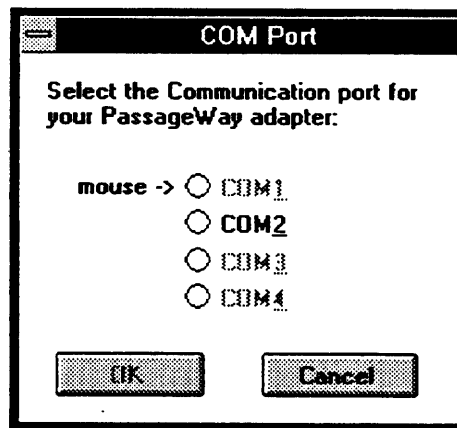 COM Port
Select the Communication port for
your PassageWay adapter:
mouse -> COM1
COM2
COM3
COM4
OK Cancel